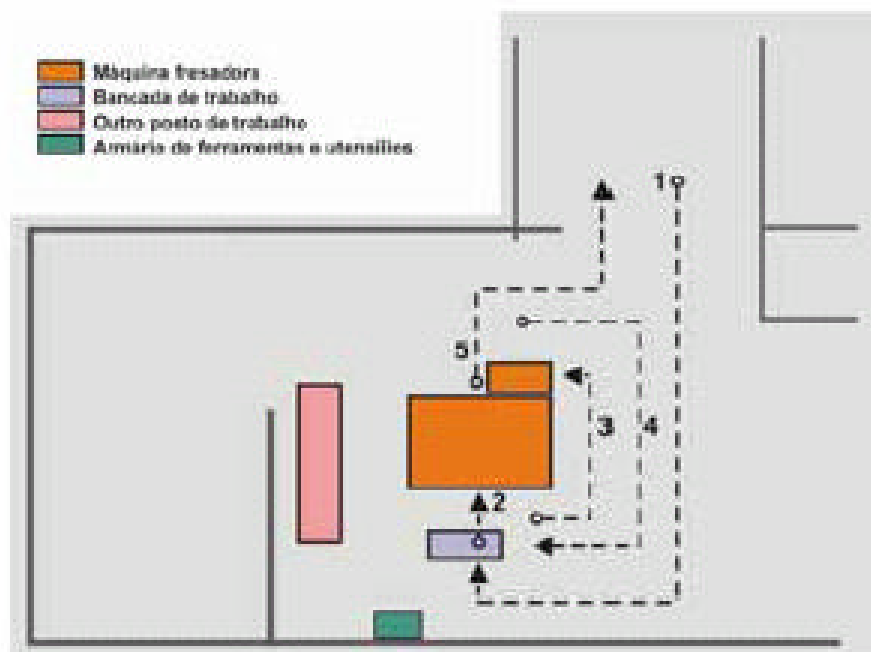 Máquina fresadora
Bancada de trabalho
Outro posto de trabalho
Armário de ferramentas e utensílios
1
5
3
4
2